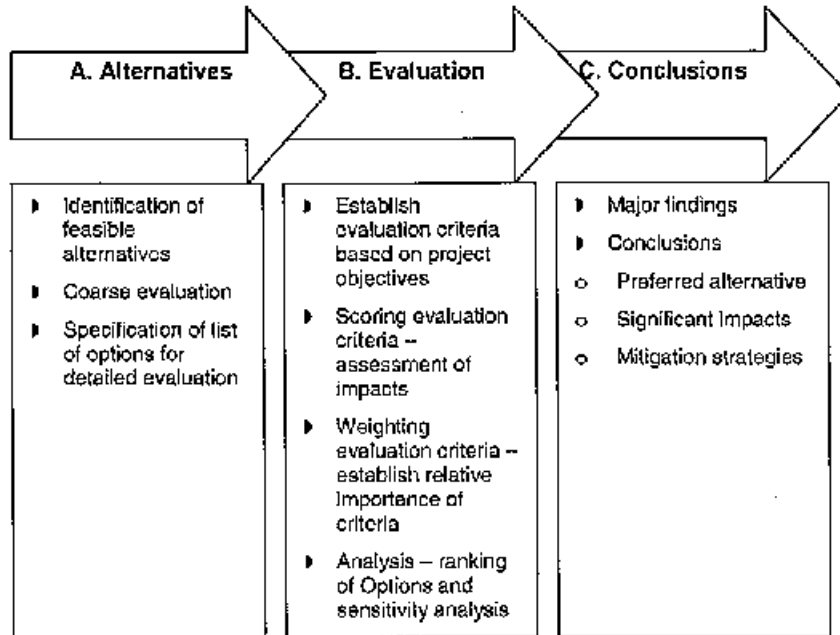 A. Alternatives
B. Evaluation
C. Conclusions
Identification of
feasible
alternatives
Coarse evaluation
Specification of list
of options for
detailed evaluation
Establish
evaluation criteria
based on project
objectives
Scoring evaluation
criteria –
assessment of
impacts
Weighting
evaluation criteria –
establish relative
Importance of
criteria
Analysis – ranking
of Options and
sensitivity analysis
Major findings
Conclusions
Preferred alternative
Significant Impacts
Mitigation strategies